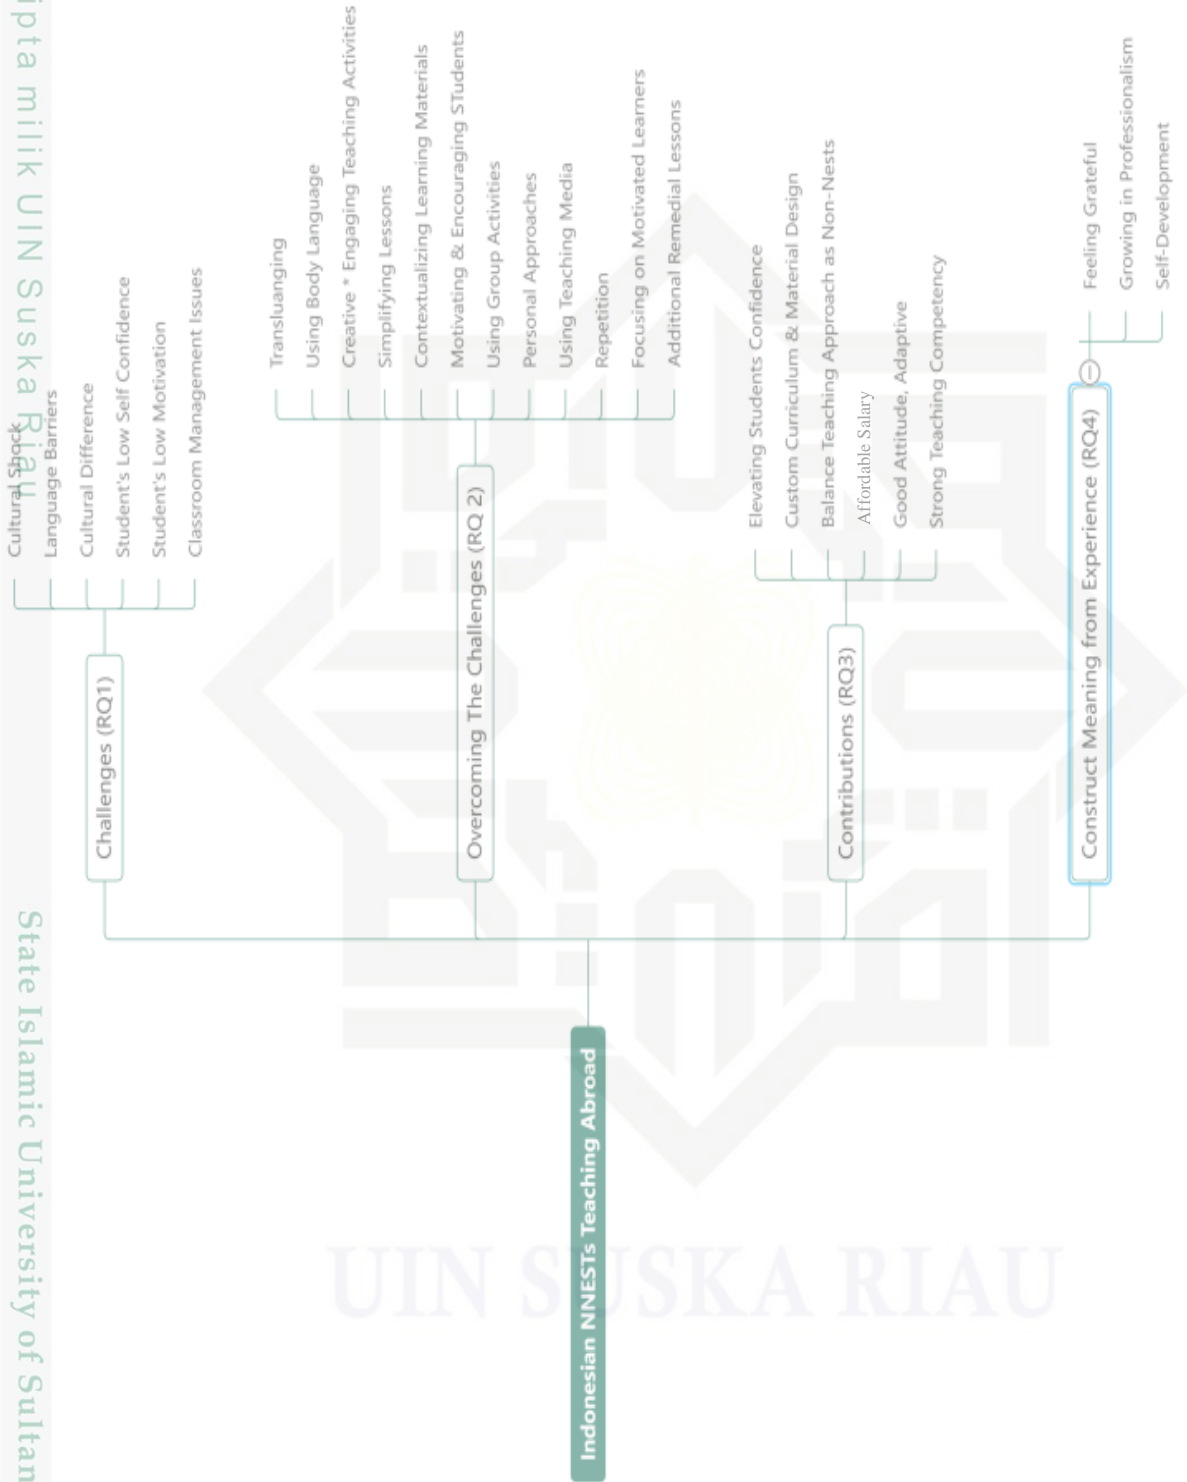 Indonesian NNESTs Teaching Abroad
Challenges (RQ1)
Cultural Shock
Language Barriers
Cultural Difference
Student's Low Self Confidence
Student's Low Motivation
Classroom Management Issues
Overcoming The Challenges (RQ 2)
Transluanging
Using Body Language
Creative * Engaging Teaching Activities
Simplifying Lessons
Contextualizing Learning Materials
Motivating & Encouraging STudents
Using Group Activities
Personal Approaches
Using Teaching Media
Repetition
Focusing on Motivated Learners
Additional Remedial Lessons
Contributions (RQ3)
Elevating Students Confidence
Custom Curriculum & Material Design
Balance Teaching Approach as Non-Nests
Affordable Salary
Good Attitude, Adaptive
Strong Teaching Competency
Construct Meaning from Experience (RQ4)
Feeling Grateful
Growing in Professionalism
Self-Development
ipta milik UIN Suska Riau
State Islamic University of Sultan
UIN SUSKA RIAU